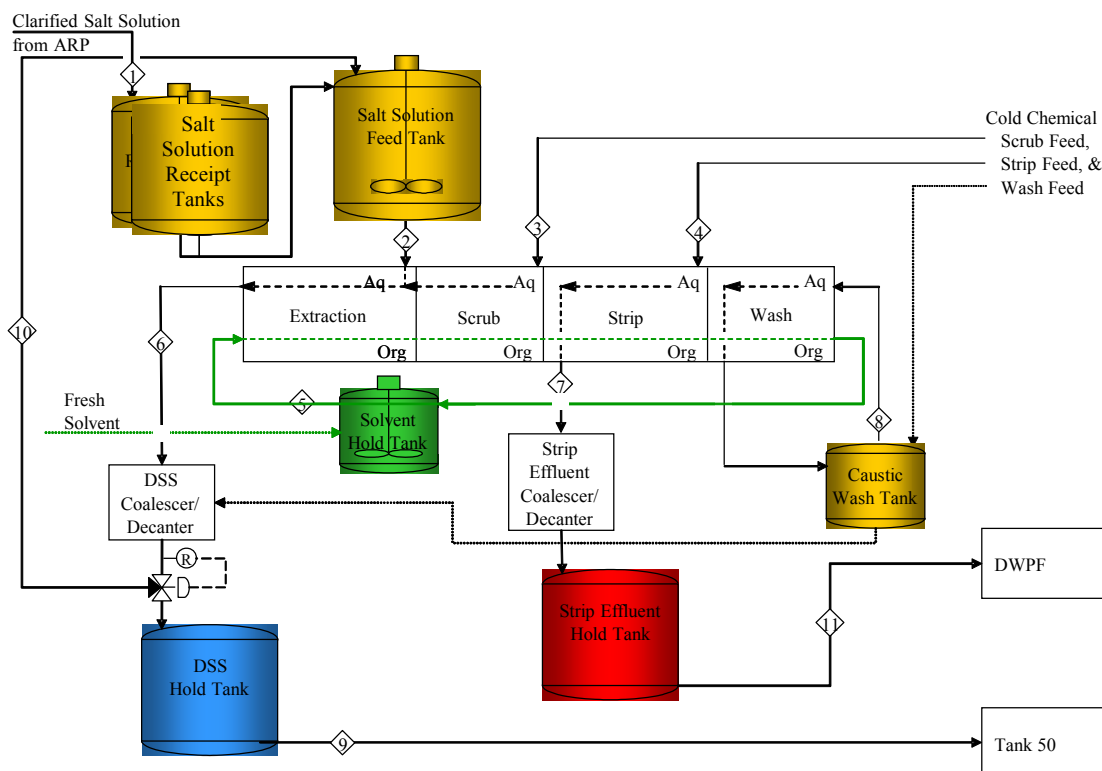 Clarified Salt Solution
from ARP
1
Salt
Solution
Receipt
Tanks
Salt Solution
Feed Tank
Cold Chemical
Scrub Feed,
Strip Feed, &
Wash Feed
2
3
4
Aq
Aq
Aq
Aq
Extraction
Scrub
Strip
Wash
Org
Org
Org
Org
10
6
5
7
8
Fresh
Solvent
Solvent
Hold Tank
DSS
Coalescer/
Decanter
Strip
Effluent
Coalescer/
Decanter
Caustic
Wash Tank
R
D
DWPF
Strip Effluent
Hold Tank
11
DSS
Hold Tank
9
Tank 50